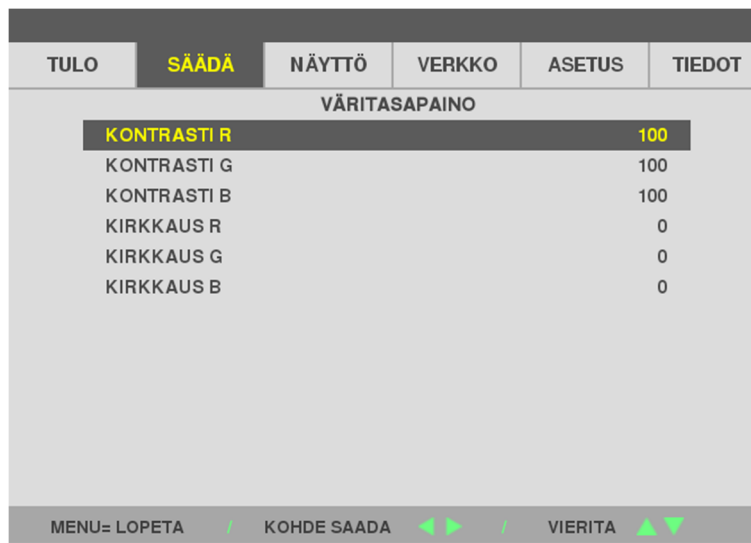 TULO SÄÄDÄ NÄYTTÖ VERKKO ASETUS TIEDOT
VÄRITASAPAINO
KONTRASTI R 100
KONTRASTI G 100
KONTRASTI B 100
KIRKKAUS R 0
KIRKKAUS G 0
KIRKKAUS B 0
MENU= LOPETA / KOHDE SAADA ◀ ▶ / VIERITA ▲ ▼